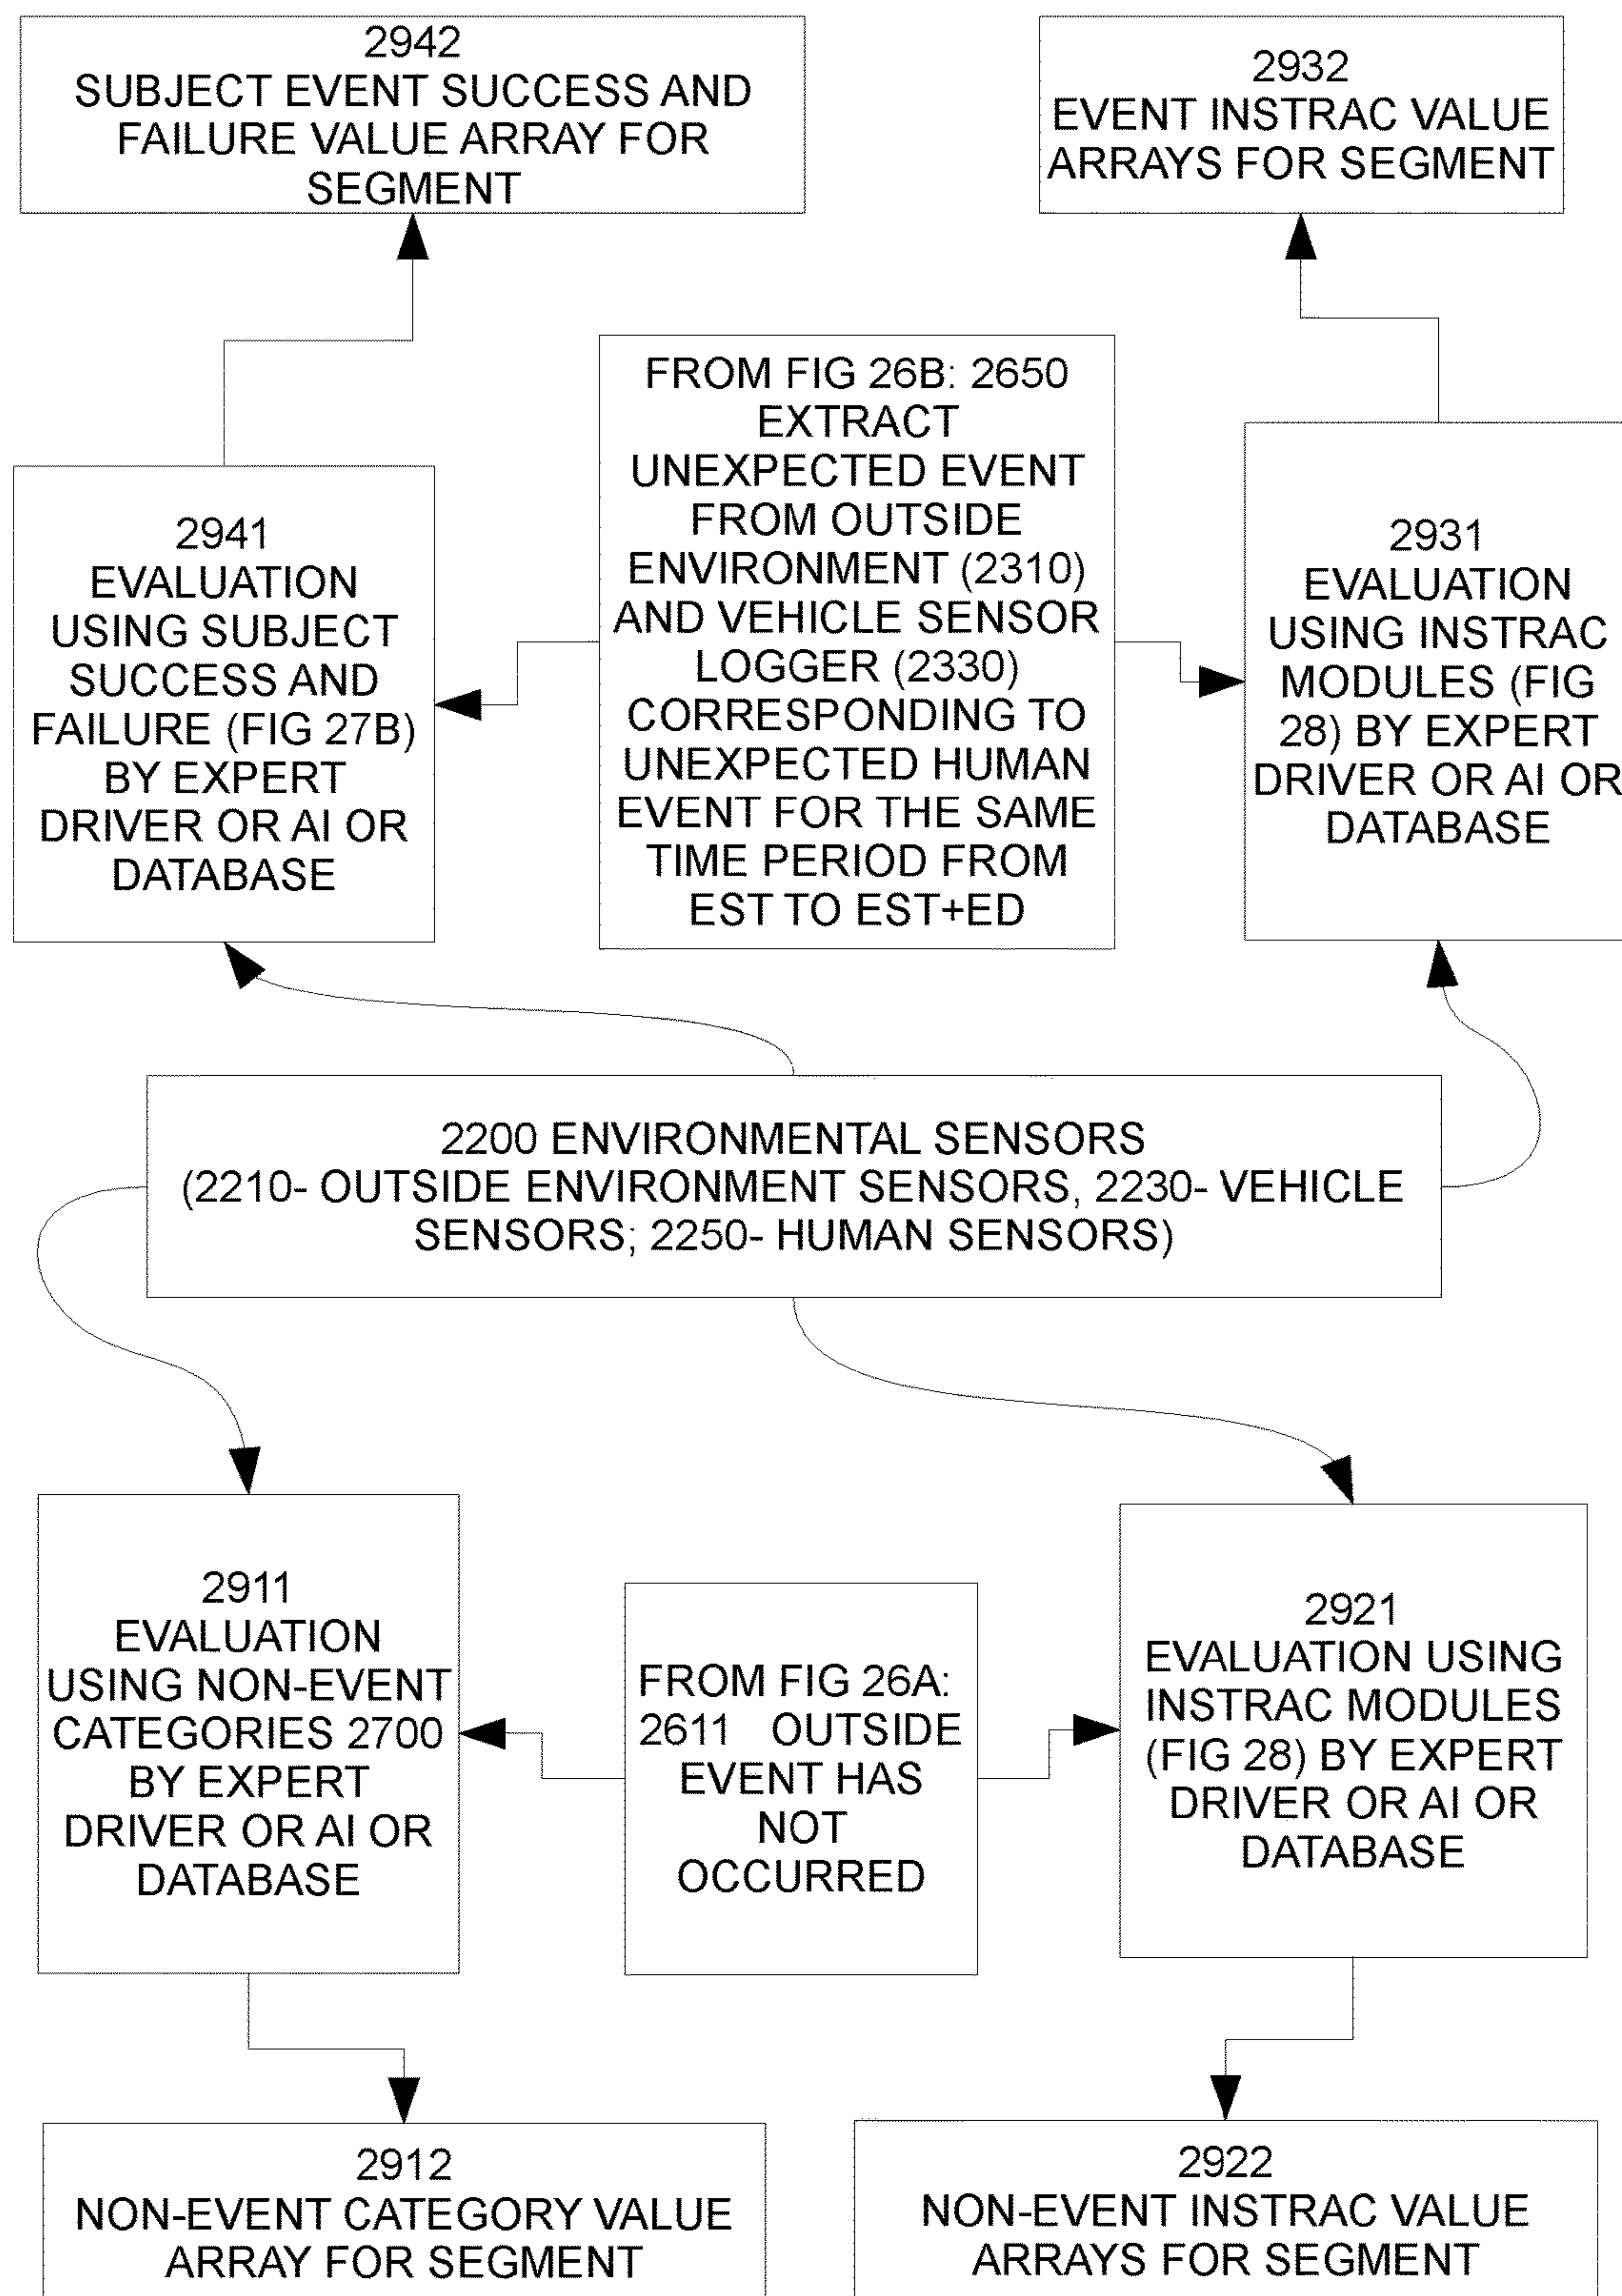 2942
SUBJECT EVENT SUCCESS AND
FAILURE VALUE ARRAY FOR
SEGMENT
2932
EVENT INSTRAC VALUE
ARRAYS FOR SEGMENT
FROM FIG 26B: 2650
EXTRACT
UNEXPECTED EVENT
FROM OUTSIDE
ENVIRONMENT (2310)
AND VEHICLE SENSOR
LOGGER (2330)
CORRESPONDING TO
UNEXPECTED HUMAN
EVENT FOR THE SAME
TIME PERIOD FROM
EST TO EST+ED
2941
EVALUATION
USING SUBJECT
SUCCESS AND
FAILURE (FIG 27B)
BY EXPERT
DRIVER OR AI OR
DATABASE
2931
EVALUATION
USING INSTRAC
MODULES (FIG
28) BY EXPERT
DRIVER OR AI OR
DATABASE
2200 ENVIRONMENTAL SENSORS
(2210- OUTSIDE ENVIRONMENT SENSORS, 2230- VEHICLE
SENSORS; 2250- HUMAN SENSORS)
2911
EVALUATION
USING NON-EVENT
CATEGORIES 2700
BY EXPERT
DRIVER OR AI OR
DATABASE
FROM FIG 26A:
2611 OUTSIDE
EVENT HAS
NOT
OCCURRED
2921
EVALUATION USING
INSTRAC MODULES
(FIG 28) BY EXPERT
DRIVER OR AI OR
DATABASE
2912
NON-EVENT CATEGORY VALUE
ARRAY FOR SEGMENT
2922
NON-EVENT INSTRAC VALUE
ARRAYS FOR SEGMENT